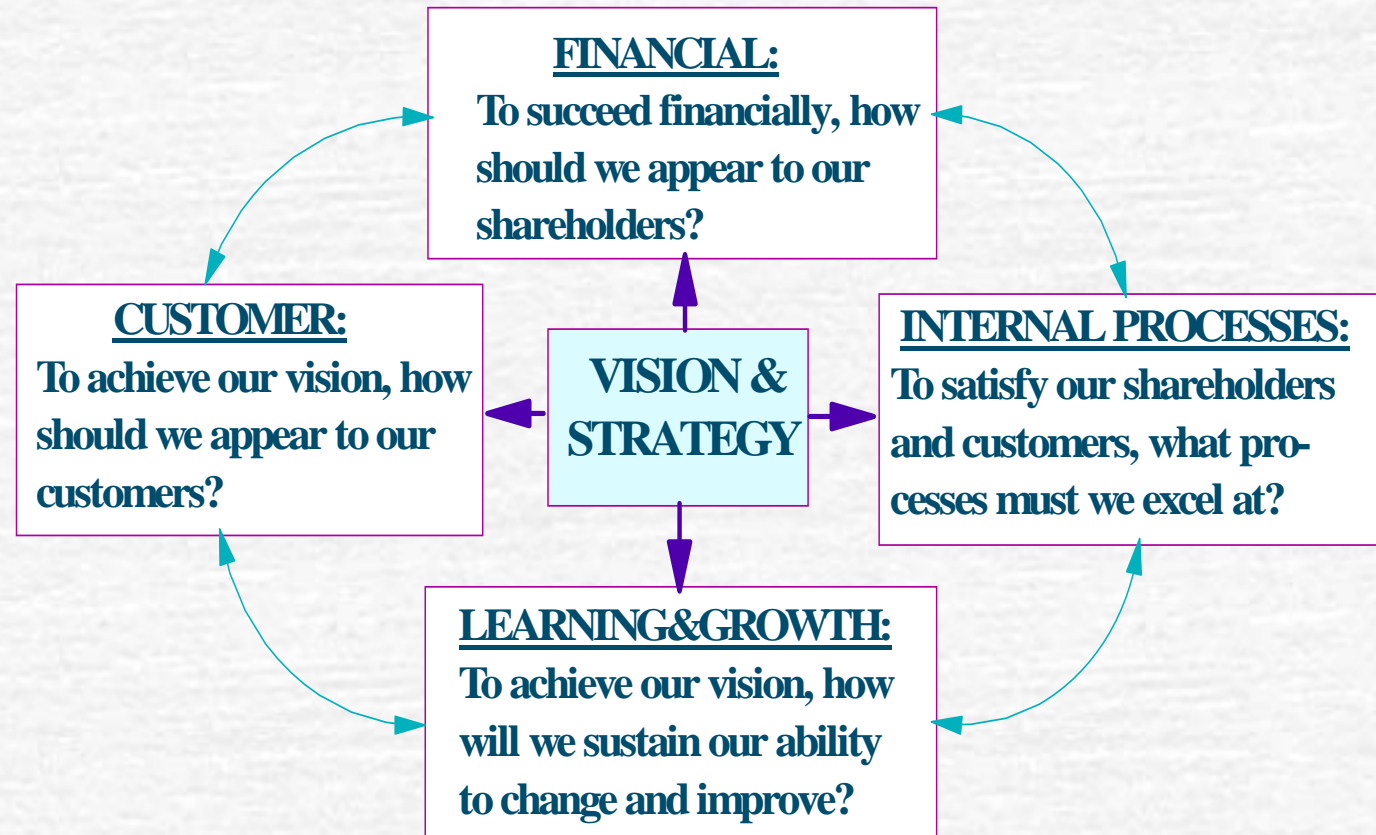 FINANCIAL:
To succeed financially, how
should we appear to our
shareholders?
CUSTOMER:
To achieve our vision, how
should we appear to our
customers?
VISION &
STRATEGY
INTERNAL PROCESSES:
To satisfy our shareholders
and customers, what pro-
cesses must we excel at?
LEARNING&GROWTH:
To achieve our vision, how
will we sustain our ability
to change and improve?